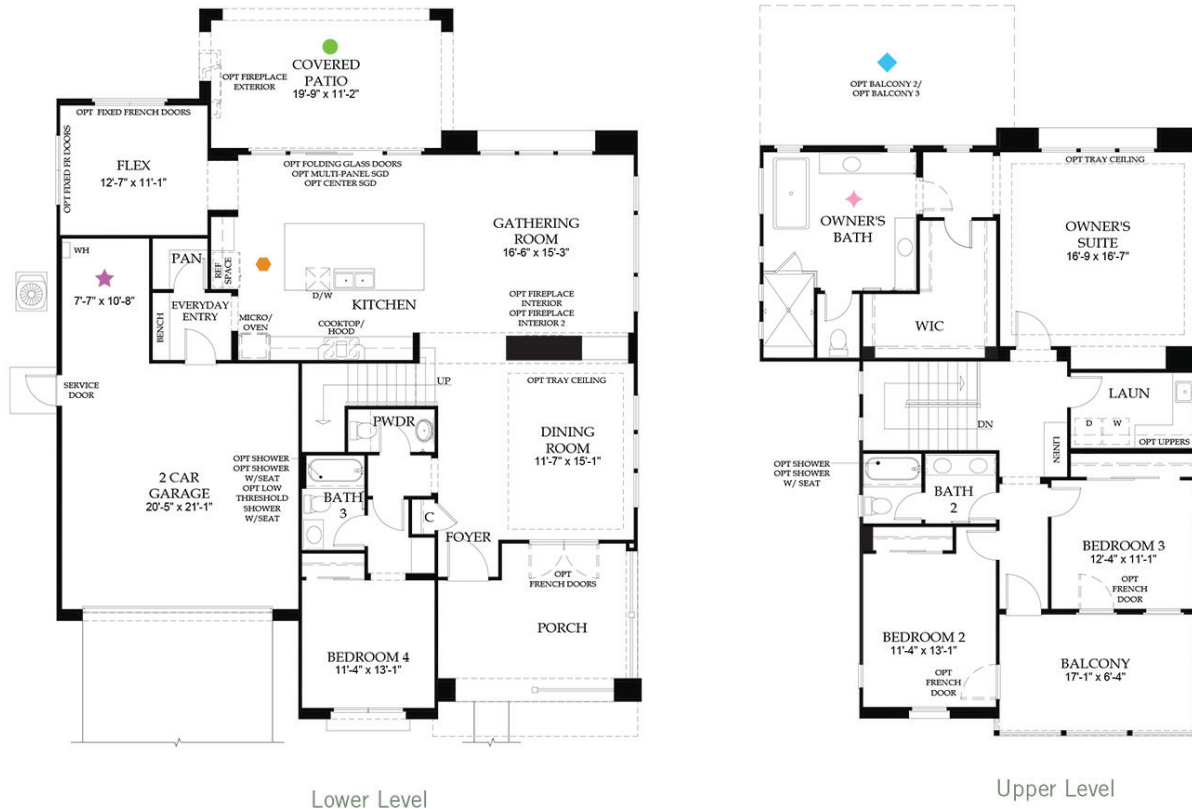 COVERED
PATIO
19'-9" x 11'-2"
OPT FIREPLACE
EXTERIOR
OPT FIXED FRENCH DOORS
OPT FIXED FR DOORS
FLEX
12'-7" x 11'-1"
OPT FOLDING GLASS DOORS
OPT MULTI-PANEL SGD
OPT CENTER SGD
GATHERING
ROOM
16'-6" x 15'-3"
WH
7'-7" x 10'-8"
PAN
REF
SPACE
D/W
KITCHEN
EVERYDAY
ENTRY
BENCH
MICRO/
OVEN
COOKTOP/
HOOD
OPT FIREPLACE
INTERIOR
OPT FIREPLACE
INTERIOR 2
SERVICE
DOOR
UP
OPT TRAY CEILING
PWDR
DINING
ROOM
11'-7" x 15'-1"
2 CAR
GARAGE
20'-5" x 21'-1"
OPT SHOWER
OPT SHOWER
W/SEAT
OPT LOW
THRESHOLD
SHOWER
W/SEAT
BATH
3
C
FOYER
OPT
FRENCH DOORS
PORCH
BEDROOM 4
11'-4" x 13'-1"
Lower Level
OPT BALCONY 2/
OPT BALCONY 3
OPT TRAY CEILING
OWNER'S
BATH
OWNER'S
SUITE
16'-9 x 16'-7"
WIC
LAUN
D
W
OPT UPPERS
DN
LINEN
OPT SHOWER
OPT SHOWER
W/ SEAT
BATH
2
BEDROOM 3
12'-4" x 11'-1"
OPT
FRENCH
DOOR
BEDROOM 2
11'-4" x 13'-1"
OPT
FRENCH
DOOR
BALCONY
17'-1" x 6'-4"
Upper Level